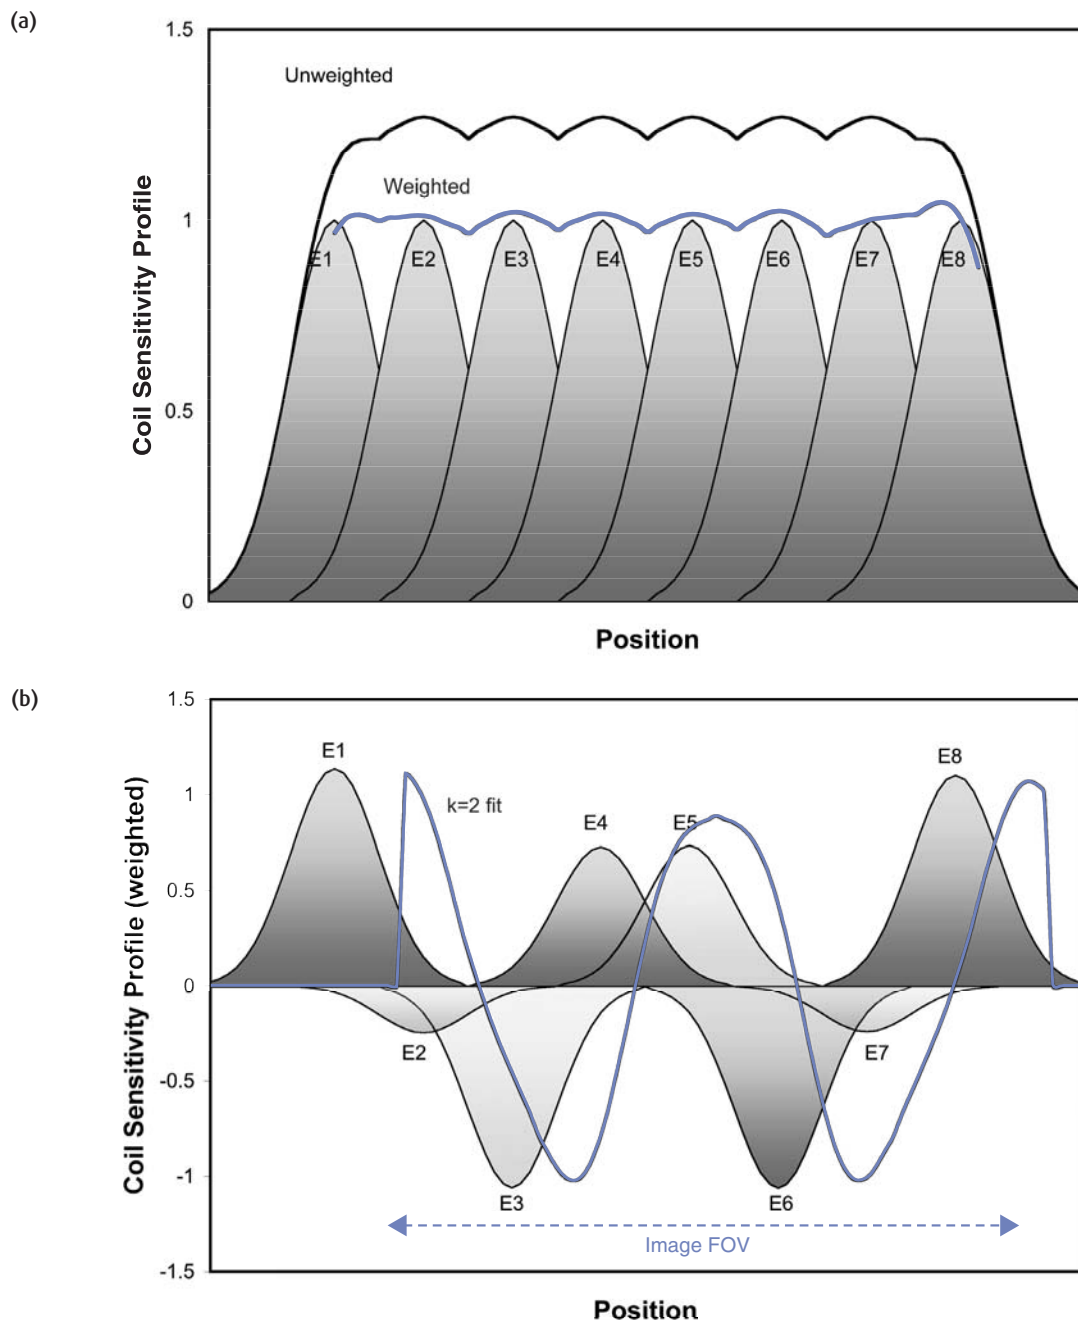 (a)
1.5
Unweighted
Weighted
1
E1 E2 E3 E4 E5 E6 E7 E8
0.5
0
Coil Sensitivity Profile
Position
(b)
1.5
E1
E8
1
k=2 fit
E4 E5
0.5
0
E2
E7
-0.5
-1
E3
E6
Image FOV
-1.5
Coil Sensitivity Profile (weighted)
Position